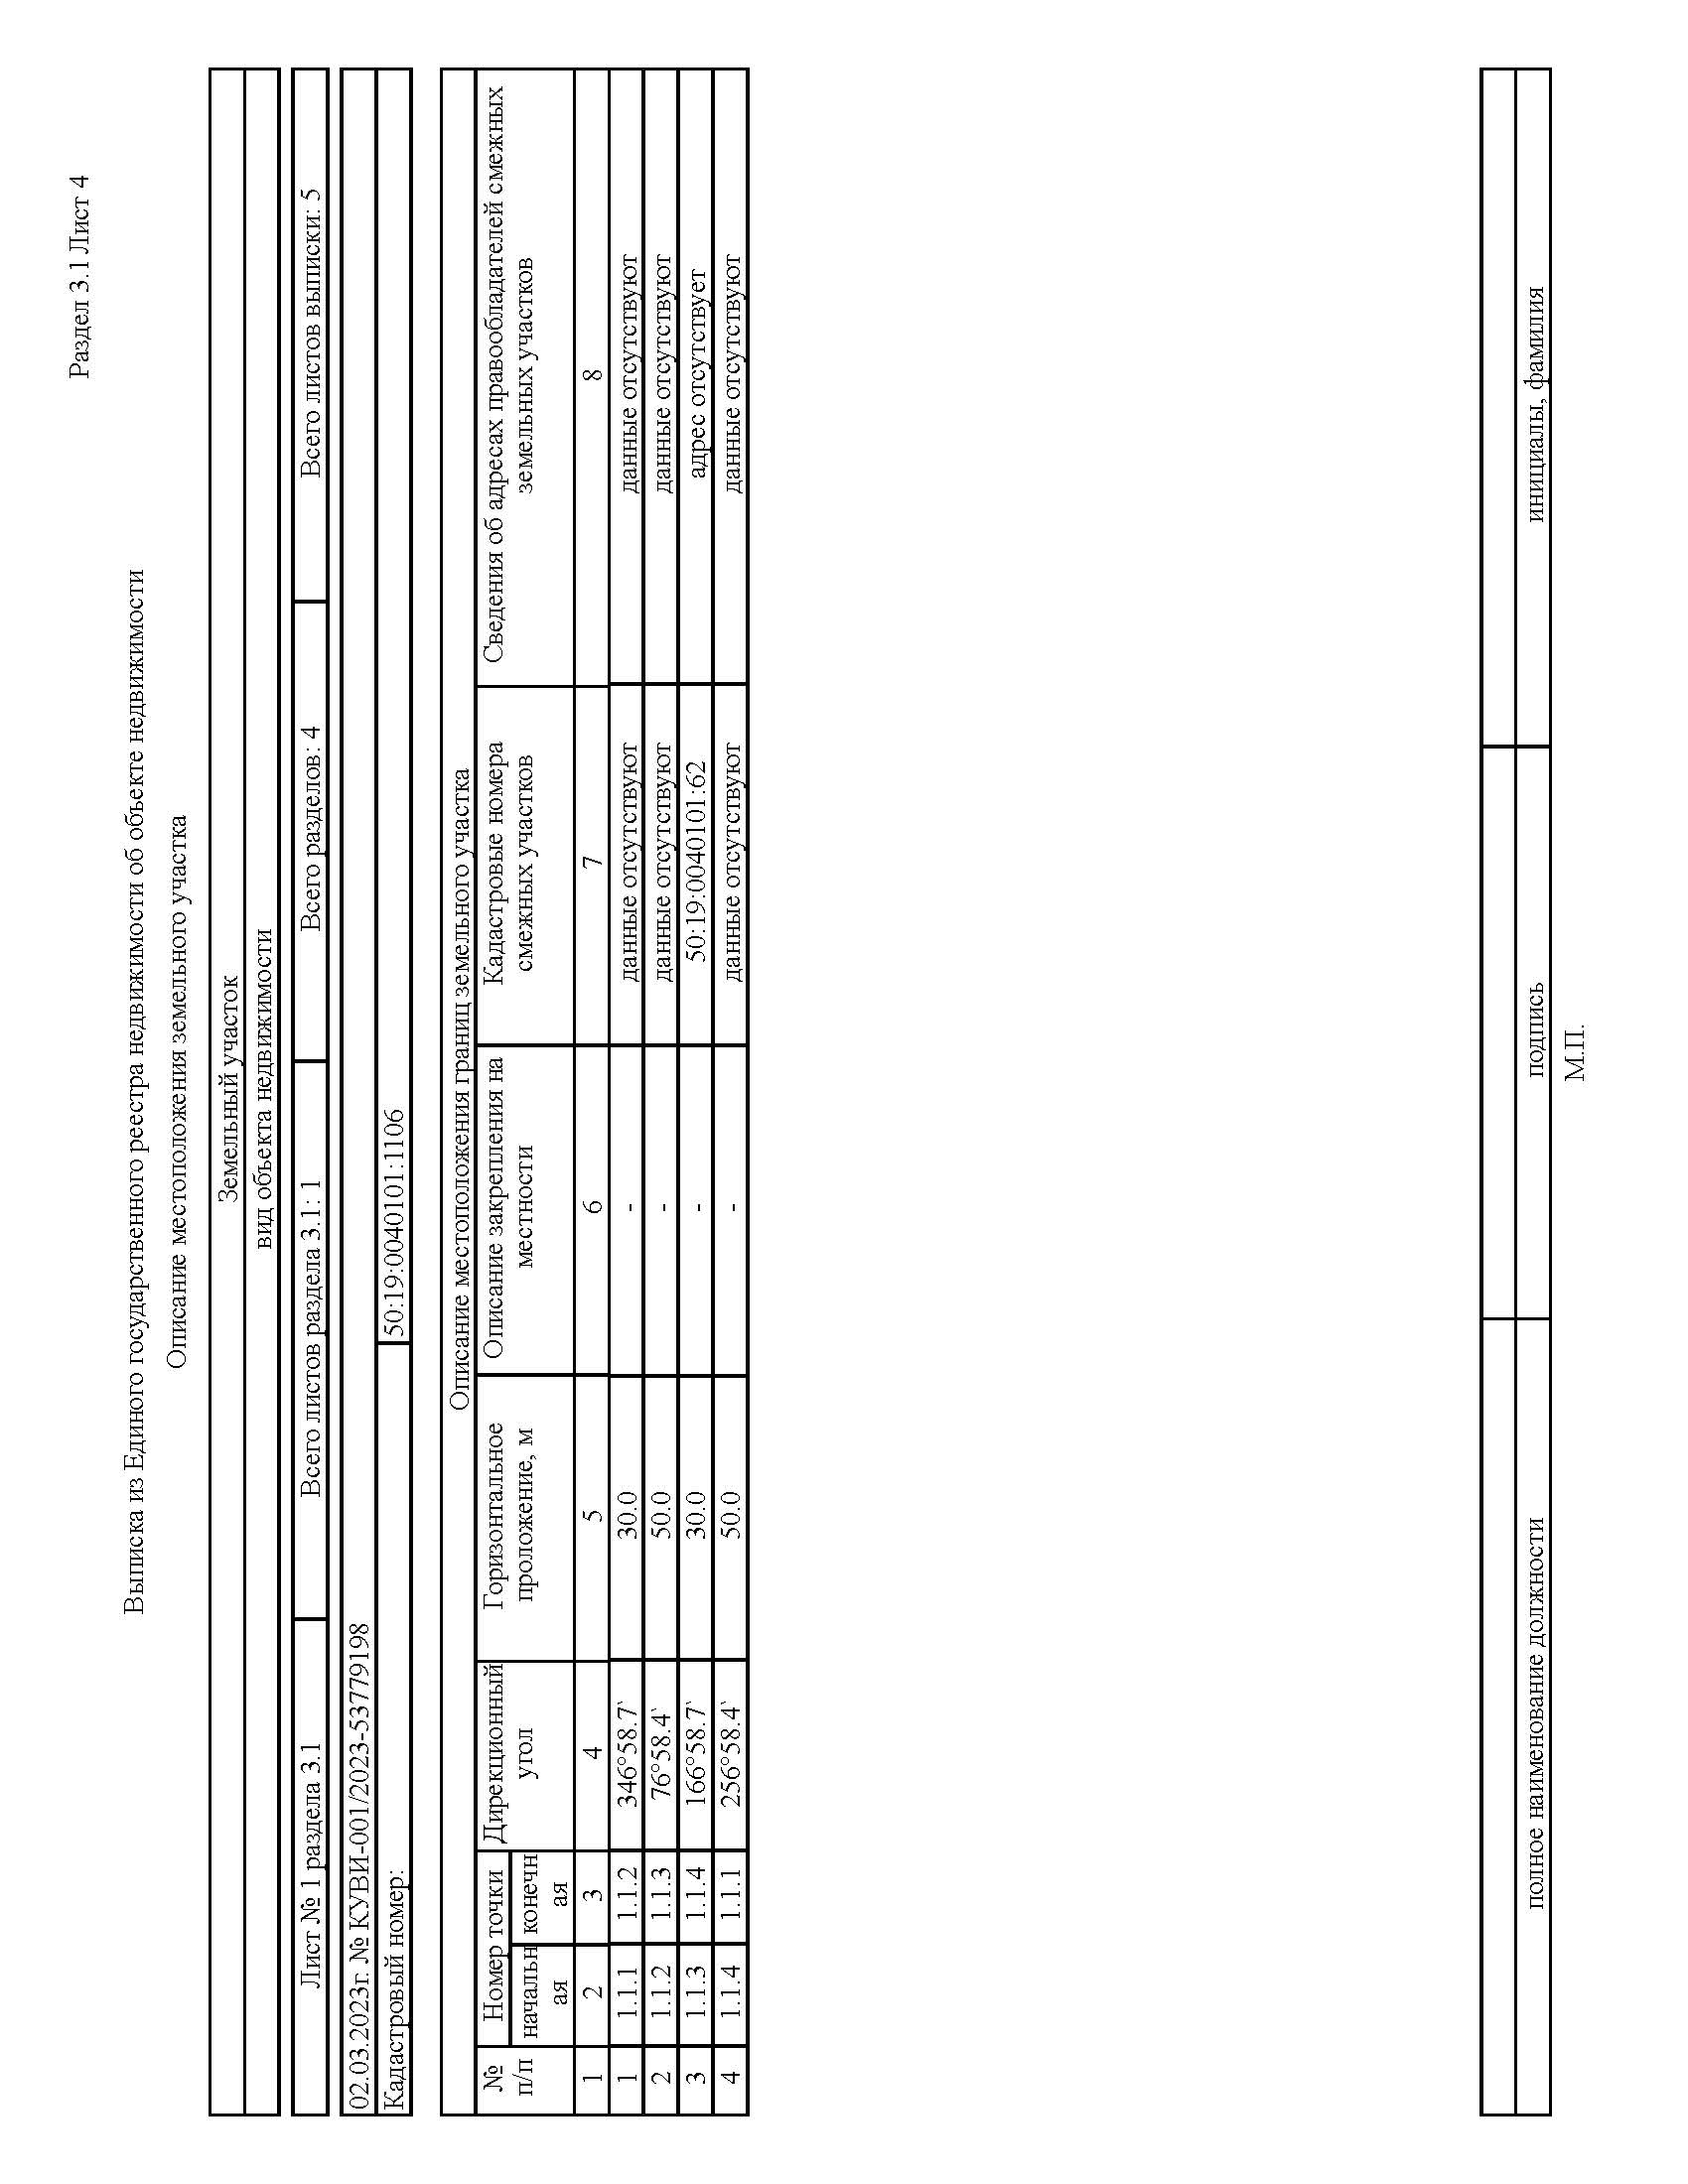 Раздел 3.1 Лист 4
Выписка из Единого государственного реестра недвижимости об объекте недвижимости
Описание местоположения земельного участка
Земельный участок
вид объекта недвижимости
Лист № 1 раздела 3.1 Всего листов раздела 3.1: 1 Всего разделов: 4 Всего листов выписки: 5
02.03.2023г. № КУВИ-001/2023-53779198
Кадастровый номер: 50:19:0040101:1106
Описание местоположения границ земельного участка
№ Номер точки Дирекционный Горизонтальное Описание закрепления на Кадастровые номера Сведения об адресах правообладателей смежных
п/п начальн конечн угол проложение, м местности смежных участков земельных участков
ая ая
1 2 3 4 5 6 7 8
1 1.1.1 1.1.2 346°58.7` 30.0 - данные отсутствуют данные отсутствуют
2 1.1.2 1.1.3 76°58.4` 50.0 - данные отсутствуют данные отсутствуют
3 1.1.3 1.1.4 166°58.7` 30.0 - 50:19:0040101:62 адрес отсутствует
4 1.1.4 1.1.1 256°58.4` 50.0 - данные отсутствуют данные отсутствуют
полное наименование должности подпись инициалы, фамилия
М.П.